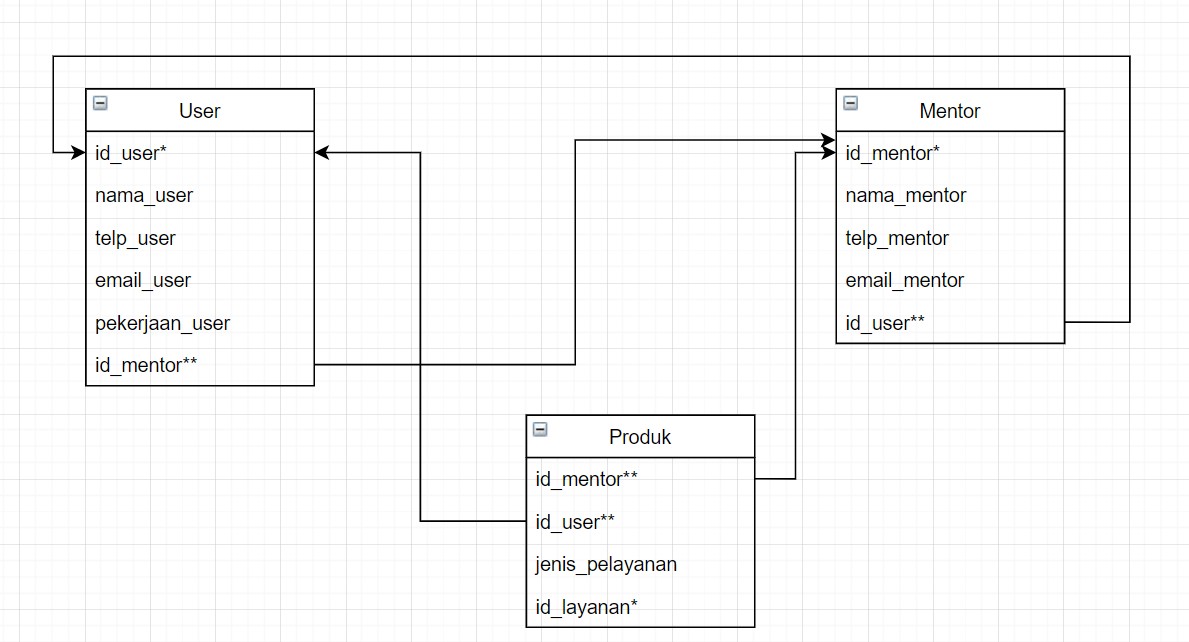 User
id_user*
nama_user
telp_user
email_user
pekerjaan_user
id_mentor**
Mentor
id_mentor*
nama_mentor
telp_mentor
email_mentor
id_user**
Produk
id_mentor**
id_user**
jenis_pelayanan
id_layanan*